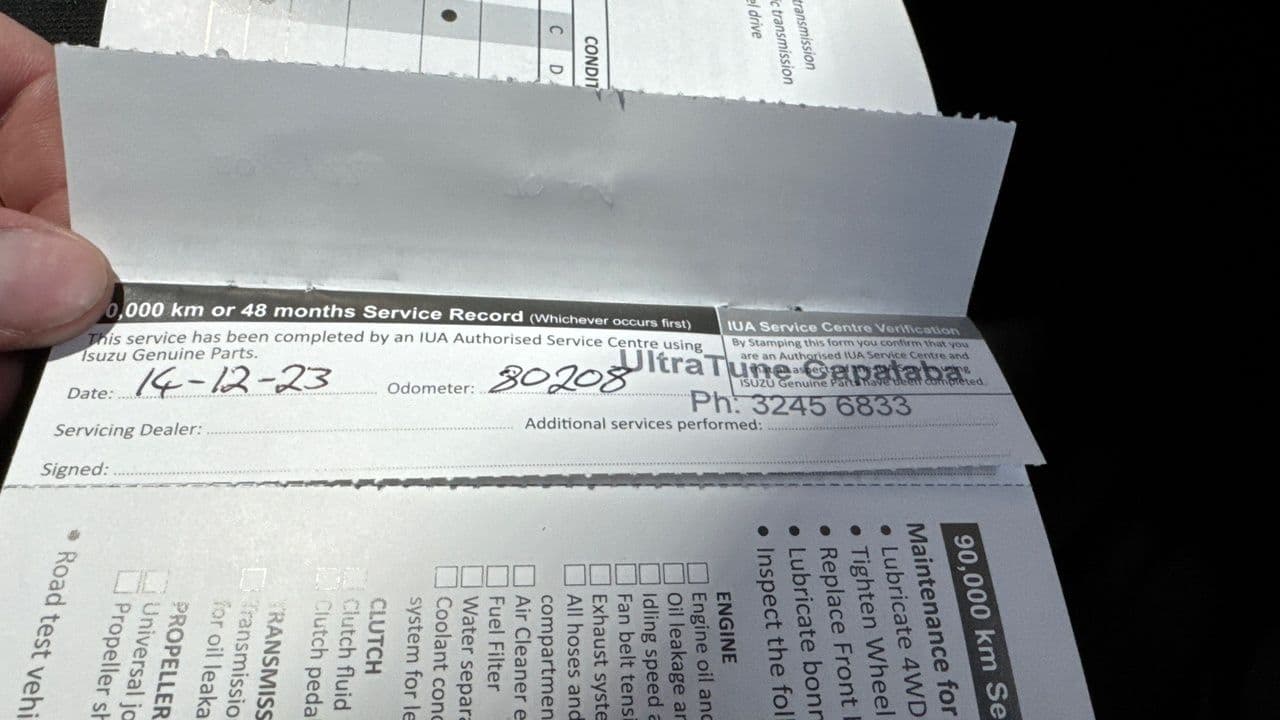 transmission
c transmission
el drive
CONDIT
C D
0,000 km or 48 months Service Record (Whichever occurs first)
This service has been completed by an IUA Authorised Service Centre using
Isuzu Genuine Parts.
Date: 14-12-23 Odometer: 80208
Servicing Dealer:
Additional services performed:
Signed:
IUA Service Centre Verification
By Stamping this form you confirm that you
are an Authorised IUA Service Centre and
ISUZU Genuine Parts have been completed.
UltraTune Capalaba
Ph: 3245 6833
90,000 km Se
Maintenance for
• Lubricate 4WD
• Tighten Wheel
• Replace Front
• Lubricate bonn
• Inspect the fol
ENGINE
Engine oil and
Oil leakage an
Idling speed a
Fan belt tensi
Exhaust syste
All hoses and
compartmen
Air Cleaner e
Fuel Filter
Water separa
Coolant cond
system for le
CLUTCH
Clutch fluid
Clutch peda
TRANSMISS
Transmissio
for oil leaka
PROPELLER
Universal jo
Propeller sh
• Road test vehi